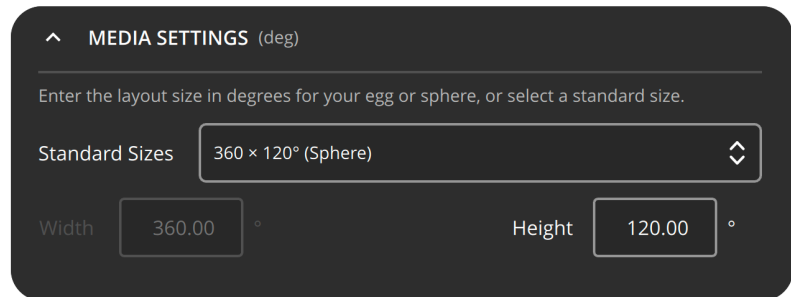 MEDIA SETTINGS (deg)
Enter the layout size in degrees for your egg or sphere, or select a standard size.
Standard Sizes 360 × 120° (Sphere)
Width 360.00 ° Height 120.00 °